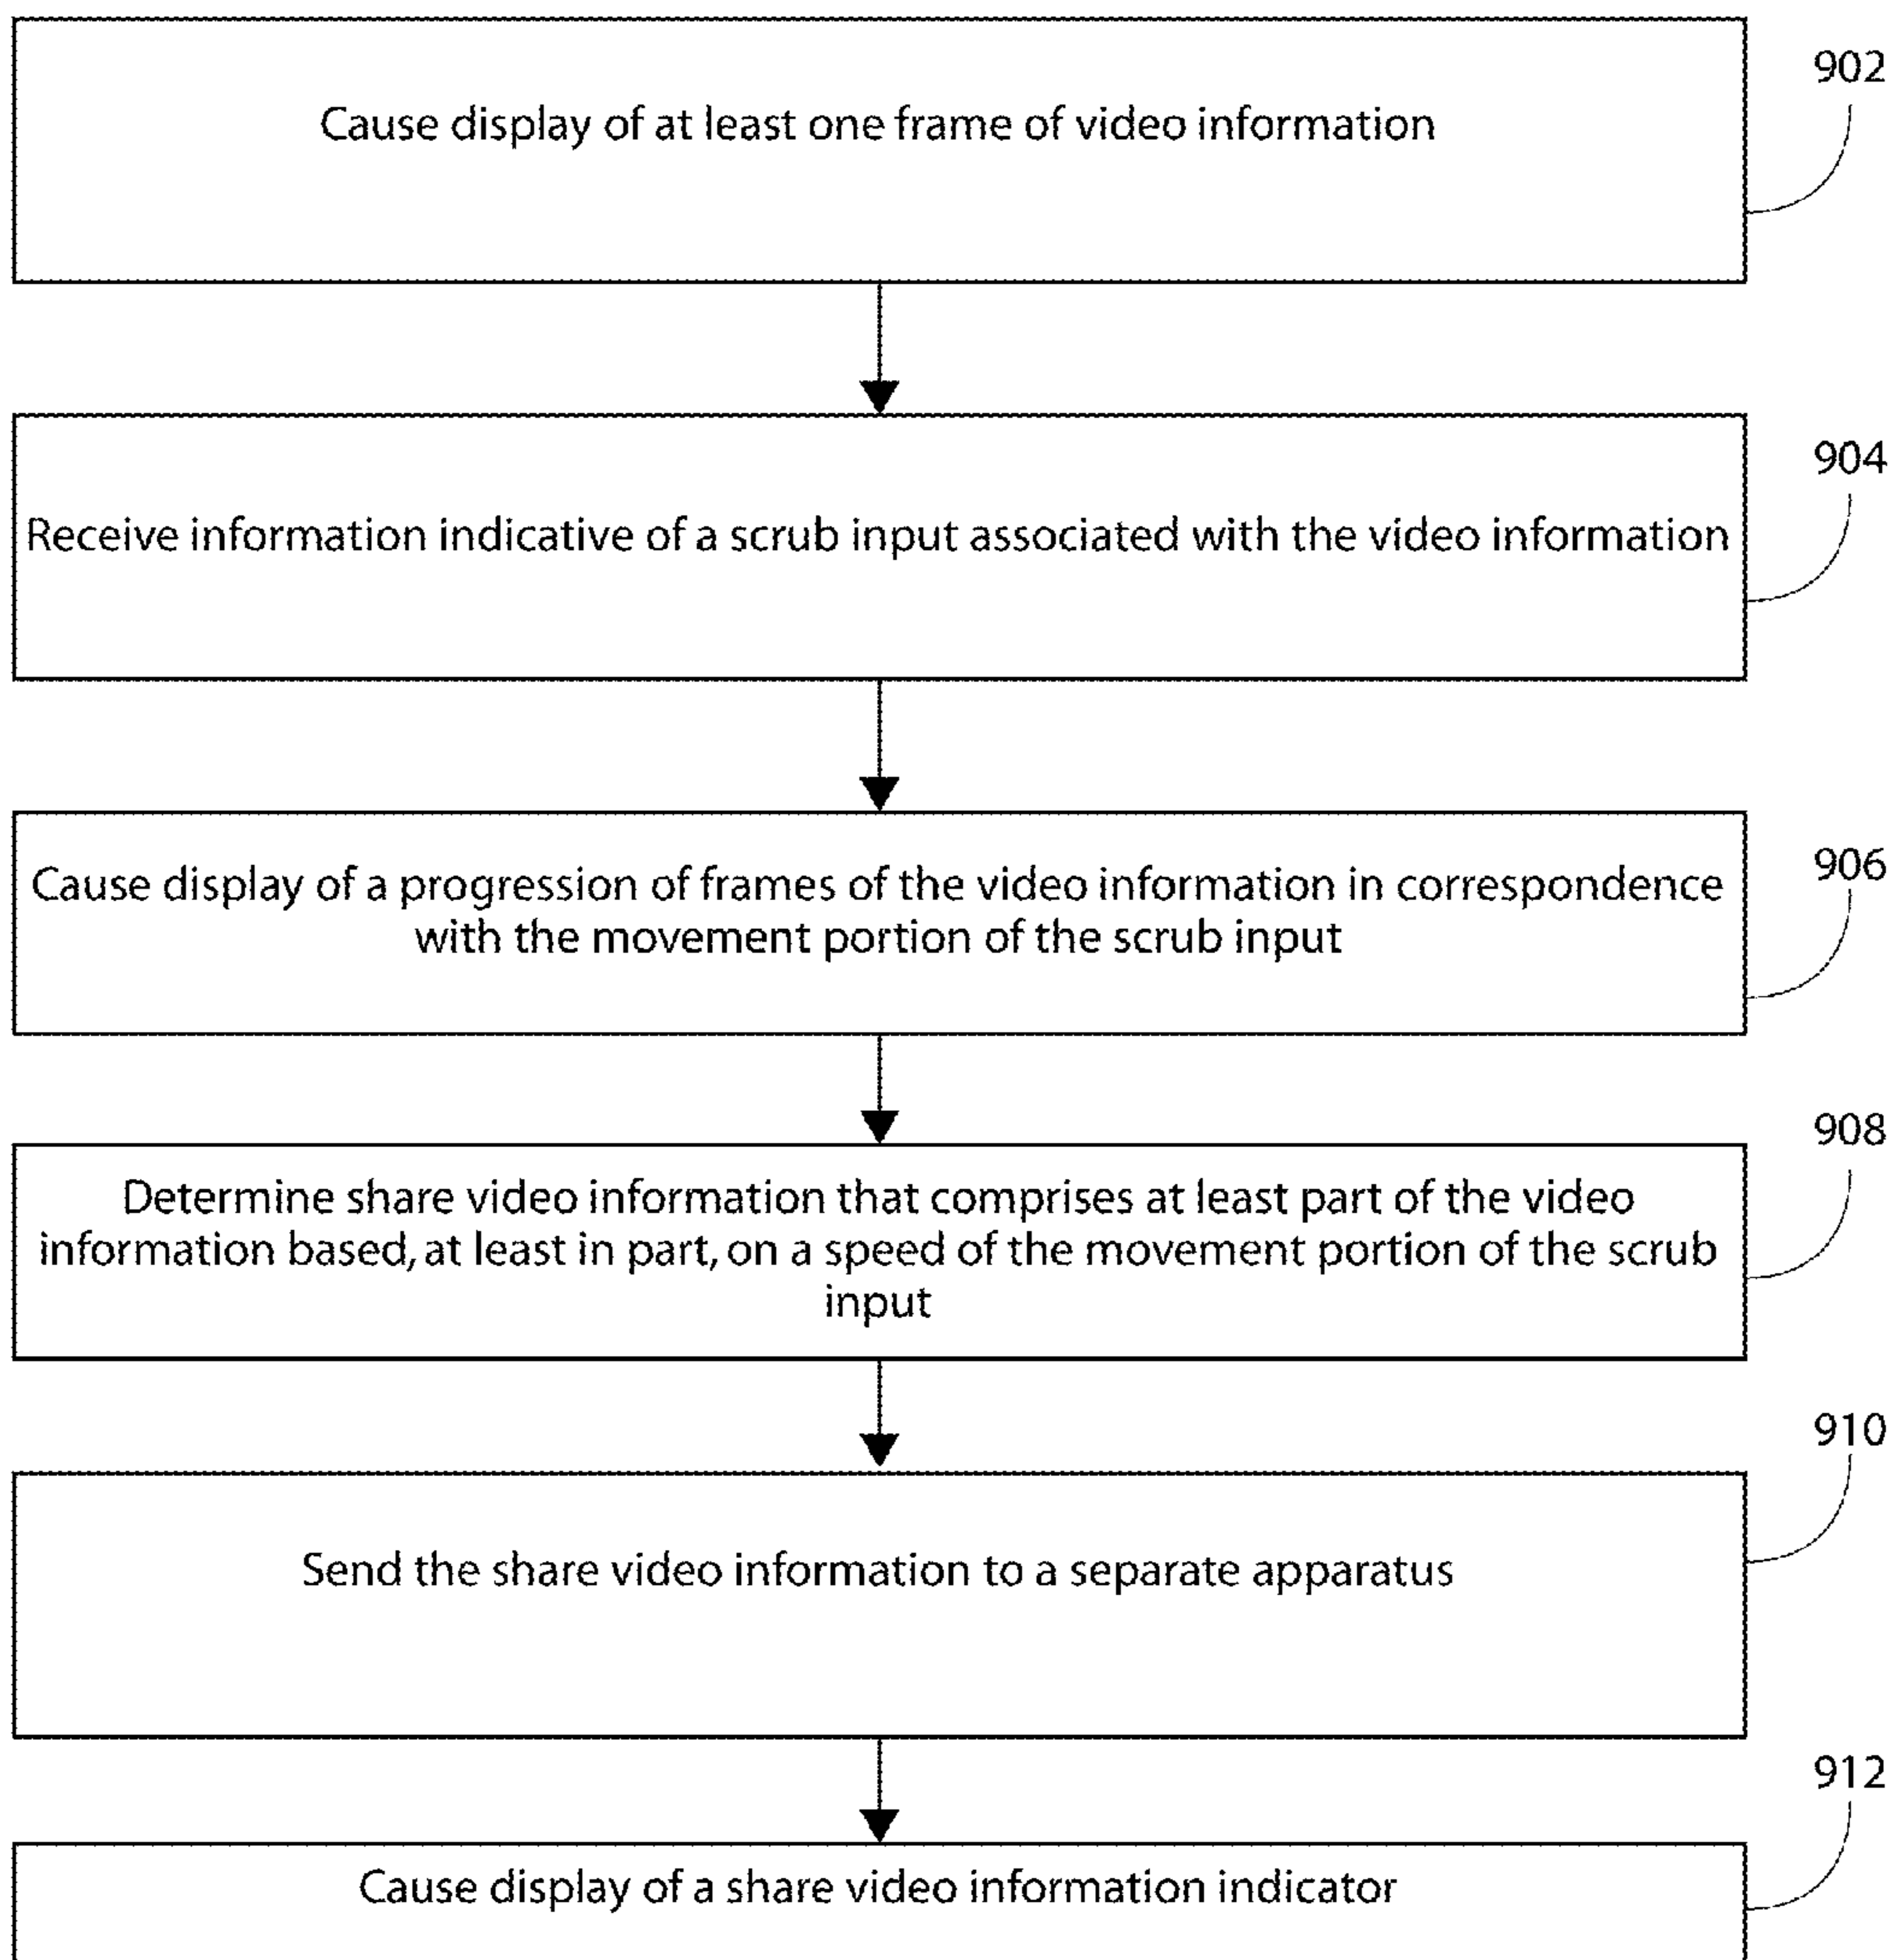 Cause display of at least one frame of video information
902
Receive information indicative of a scrub input associated with the video information
904
Cause display of a progression of frames of the video information in correspondence
with the movement portion of the scrub input
906
Determine share video information that comprises at least part of the video
information based, at least in part, on a speed of the movement portion of the scrub
input
908
Send the share video information to a separate apparatus
910
Cause display of a share video information indicator
912